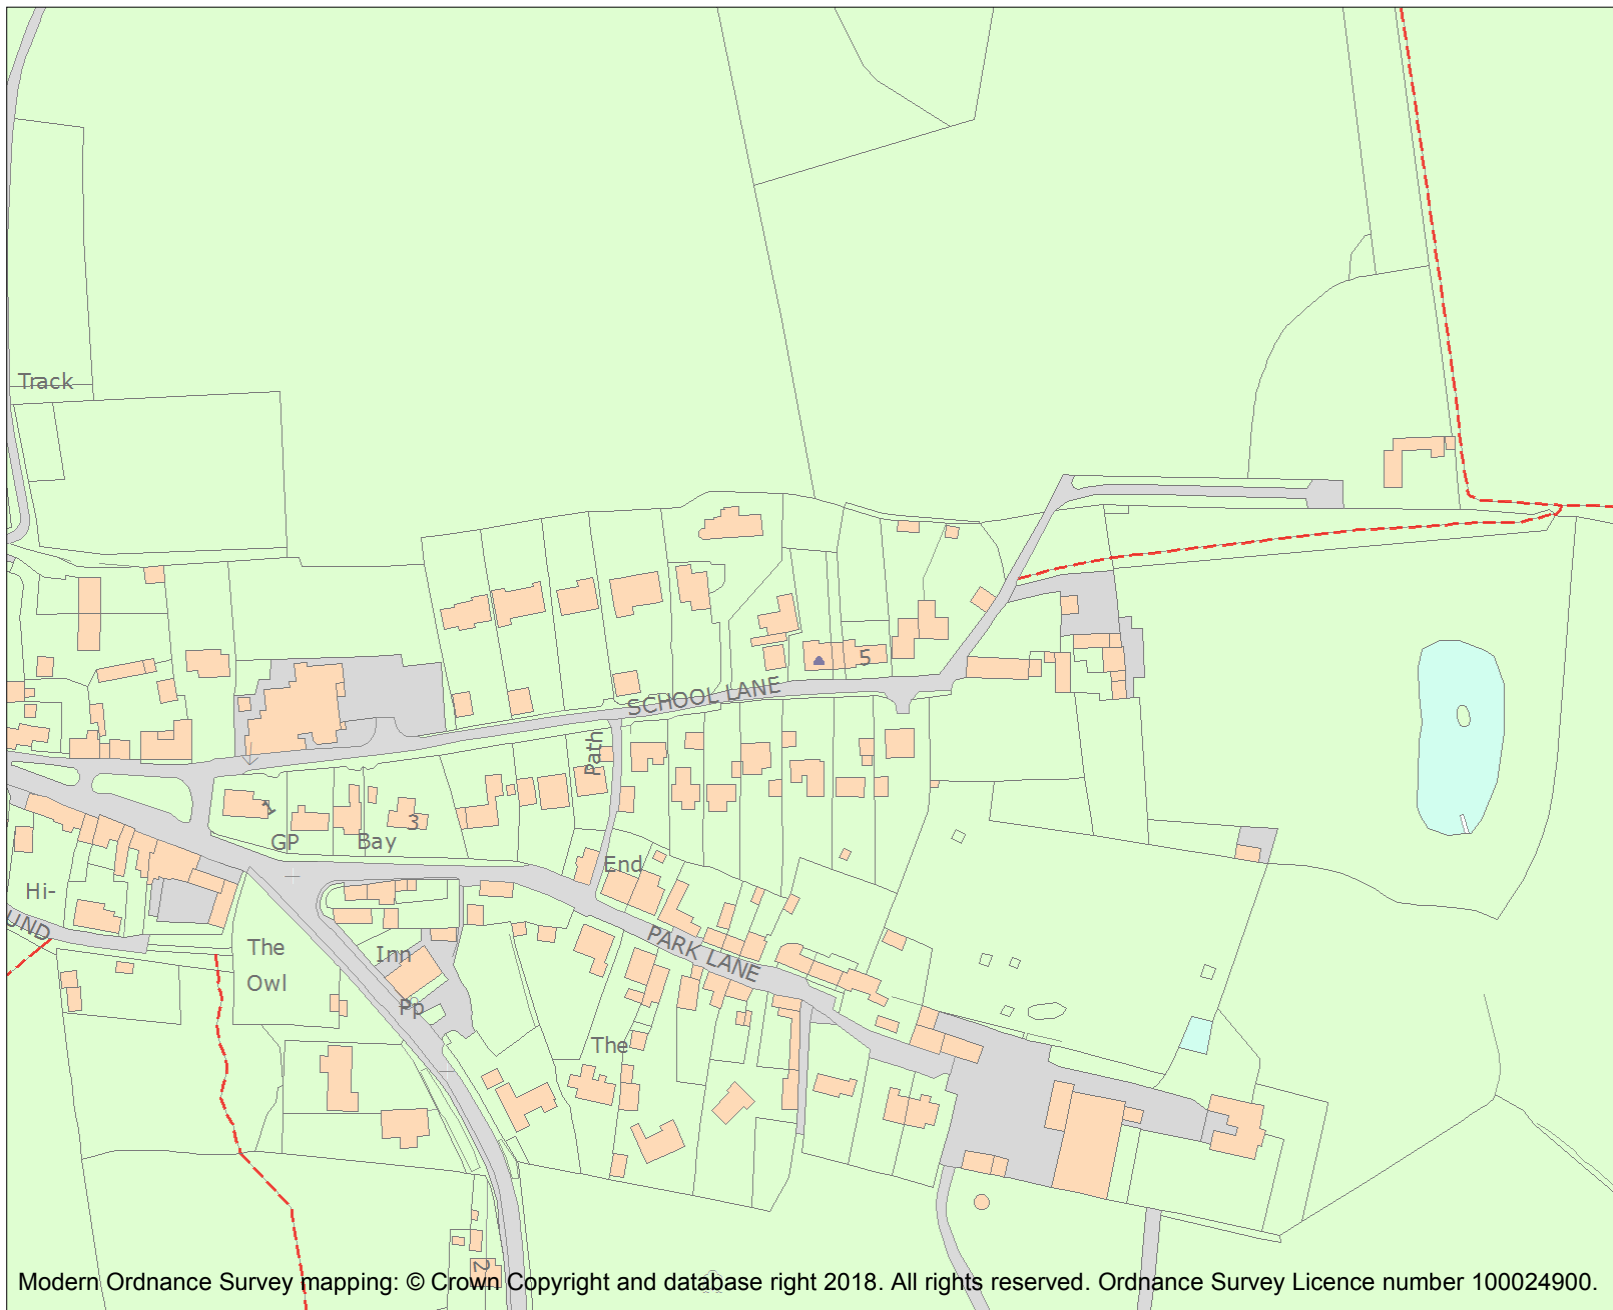 Track
5
SCHOOL LANE
Path
1
3
GP
Bay
End
Hi-
UND
The
Owl
Inn
PARK LANE
Pp
The
2
Modern Ordnance Survey mapping: © Crown Copyright and database right 2018. All rights reserved. Ordnance Survey Licence number 100024900.